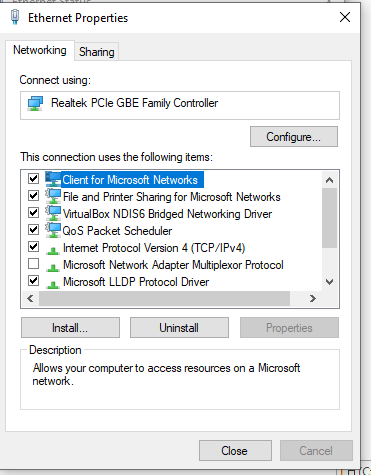 Ethernet Properties
Networking
Sharing
Connect using:
Realtek PCIe GBE Family Controller
Configure...
This connection uses the following items:
Client for Microsoft Networks
File and Printer Sharing for Microsoft Networks
VirtualBox NDIS6 Bridged Networking Driver
QoS Packet Scheduler
Internet Protocol Version 4 (TCP/IPv4)
Microsoft Network Adapter Multiplexor Protocol
Microsoft LLDP Protocol Driver
Install...
Uninstall
Properties
Description
Allows your computer to access resources on a Microsoft
network.
Close
Cancel